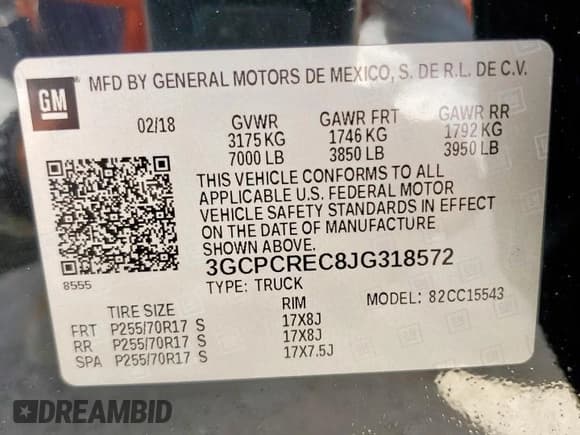 GM
MFD BY GENERAL MOTORS DE MEXICO, S. DE R.L. DE C.V.
02/18 GVWR GAWR FRT GAWR RR
3175 KG 1746 KG 1792 KG
7000 LB 3850 LB 3950 LB
THIS VEHICLE CONFORMS TO ALL
APPLICABLE U.S. FEDERAL MOTOR
VEHICLE SAFETY STANDARDS IN EFFECT
ON THE DATE OF MANUFACTURE
SHOWN ABOVE.
8555 3GCPCREC8JG318572
TYPE: TRUCK MODEL: 82CC15543
TIRE SIZE RIM
FRT P255/70R17 S 17X8J
RR P255/70R17 S 17X8J
SPA P255/70R17 S 17X7.5J
DREAMBID